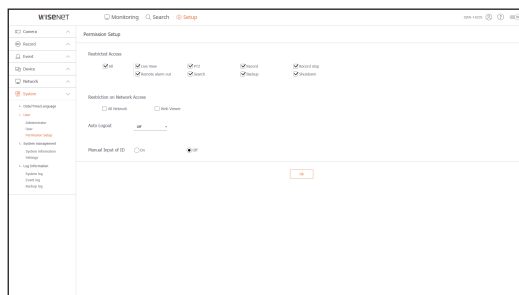 WISENET
Monitoring Search Setup
Camera
Record
Event
Device
Network
System
Date/Time/Language
User
Administrator
User
Permission Setup
System management
System information
Settings
Log information
System log
Event log
Backup log
Permission Setup
Restricted Access
All Live View PTZ Record Record stop
Remote alarm out Search Backup Shutdown
Restriction on Network Access
All Network Web Viewer
Auto Logout Off
Manual Input of ID On Off
OK